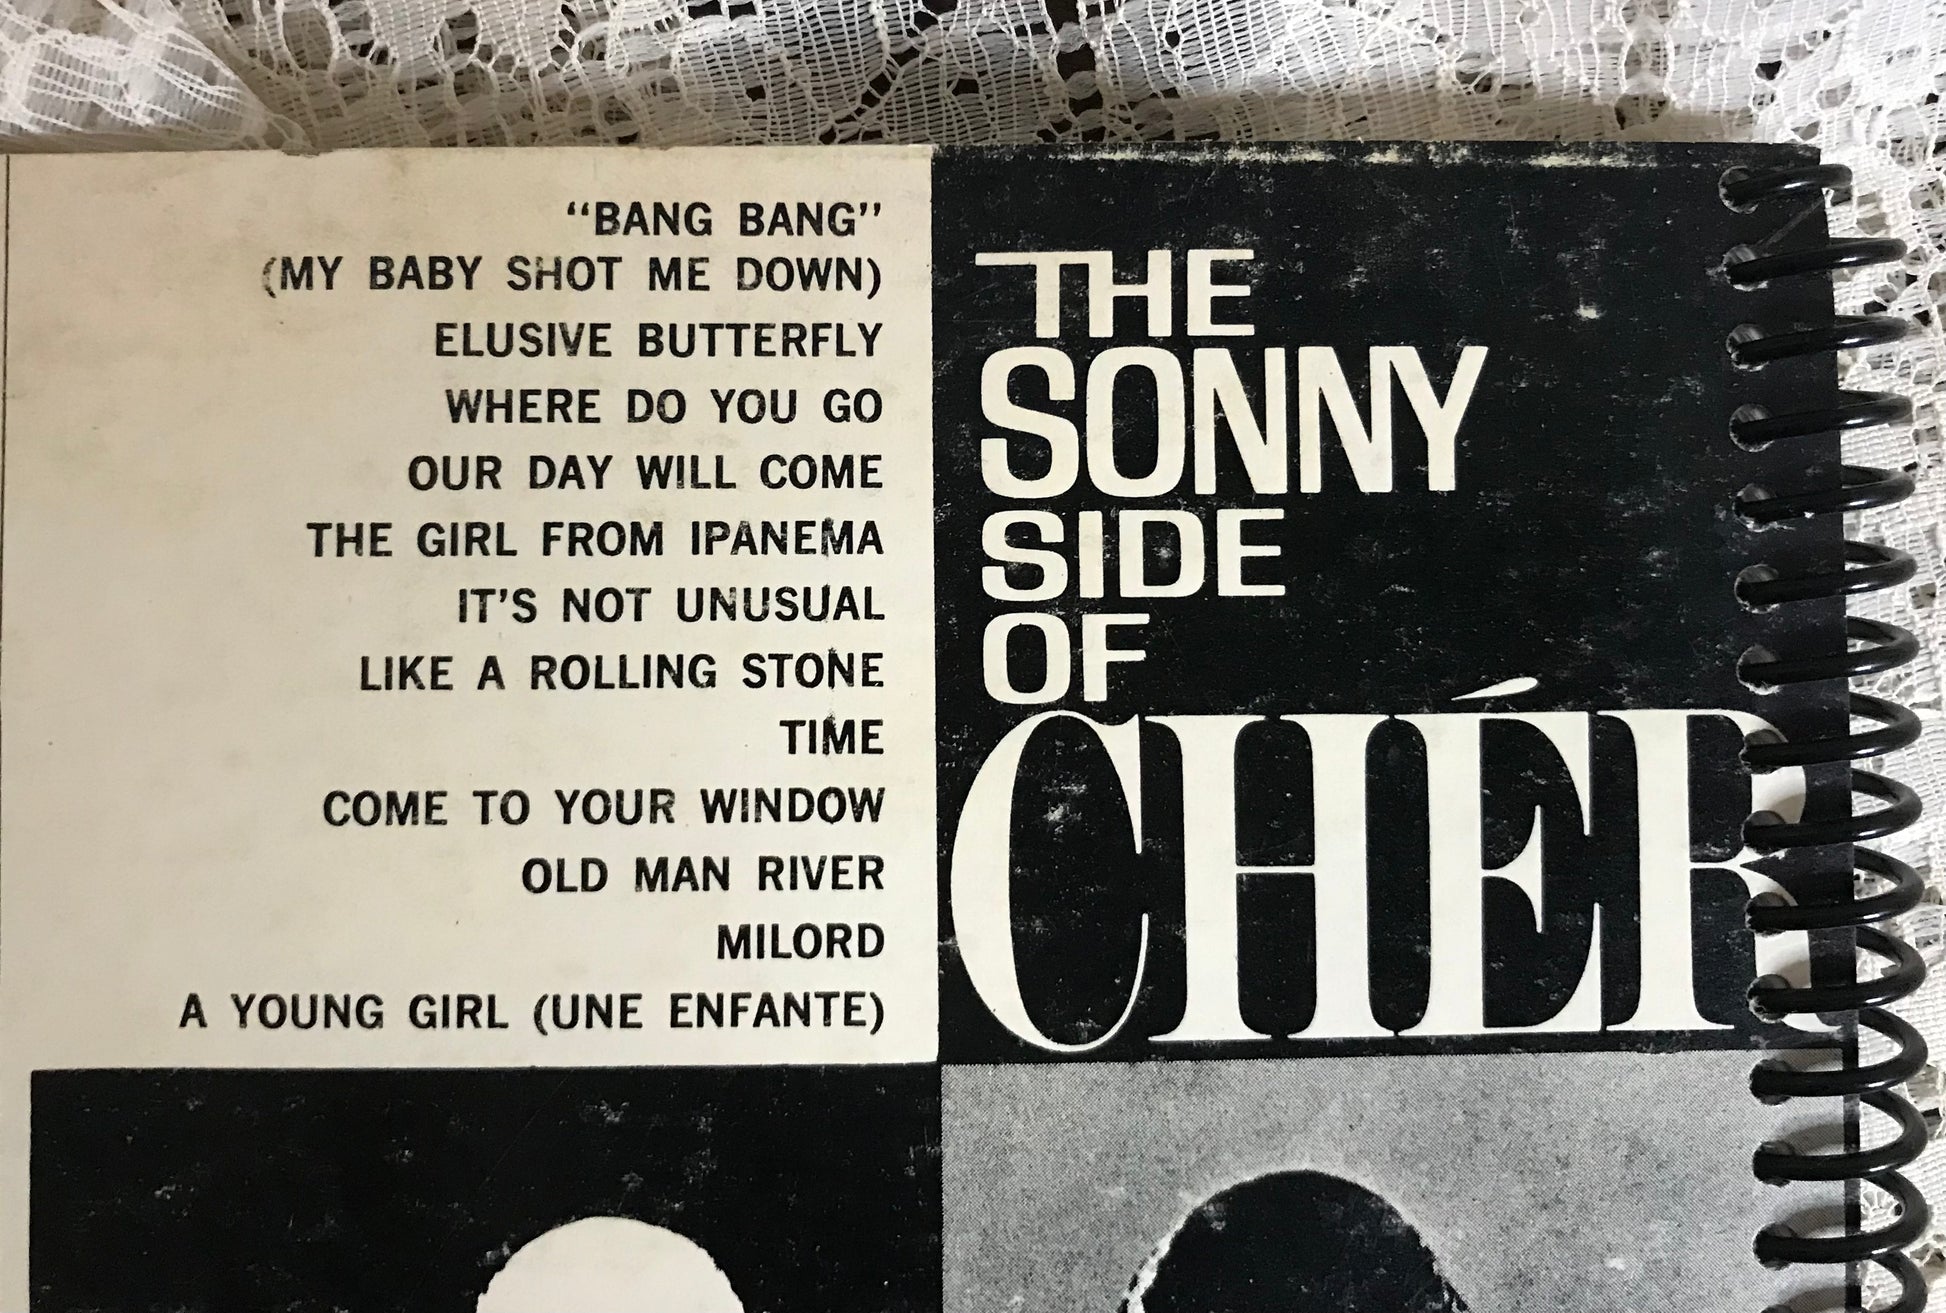 "BANG BANG"
(MY BABY SHOT ME DOWN)
ELUSIVE BUTTERFLY
WHERE DO YOU GO
OUR DAY WILL COME
THE GIRL FROM IPANEMA
IT'S NOT UNUSUAL
LIKE A ROLLING STONE
TIME
COME TO YOUR WINDOW
OLD MAN RIVER
MILORD
A YOUNG GIRL (UNE ENFANTE)
THE
SONNY
SIDE
OF
CHÉR